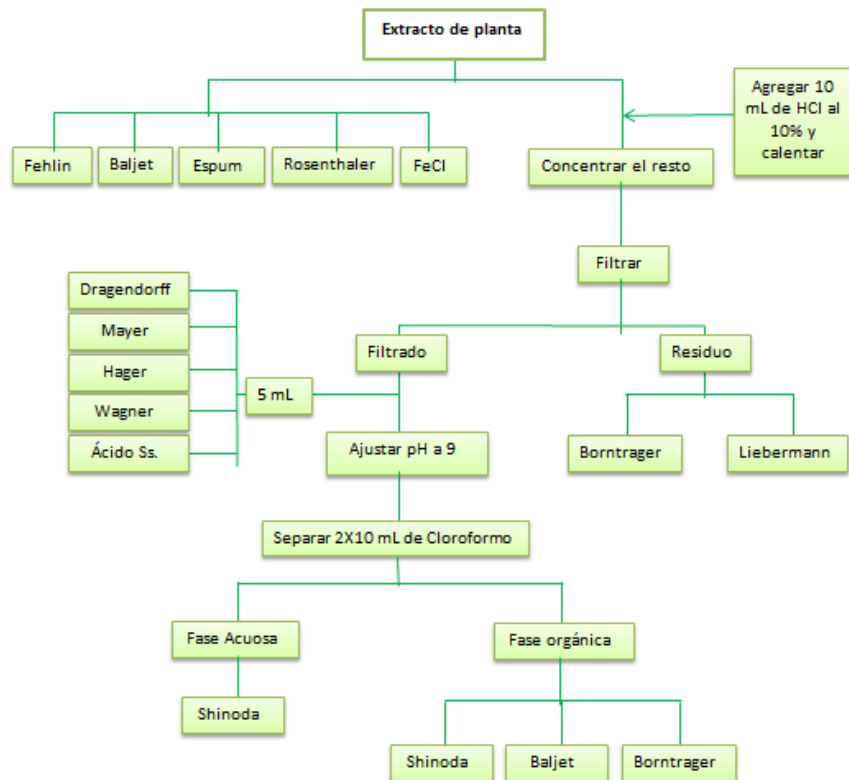 Extracto de planta
Agregar 10
mL de HCl al
10% y
calentar
Fehlin
Baljet
Espum
Rosenthaler
FeCl
Concentrar el resto
Filtrar
Dragendorff
Mayer
Hager
Wagner
Ácido Ss.
5 mL
Filtrado
Residuo
Ajustar pH a 9
Borntrager
Liebermann
Separar 2X10 mL de Cloroformo
Fase Acuosa
Fase orgánica
Shinoda
Shinoda
Baljet
Borntrager